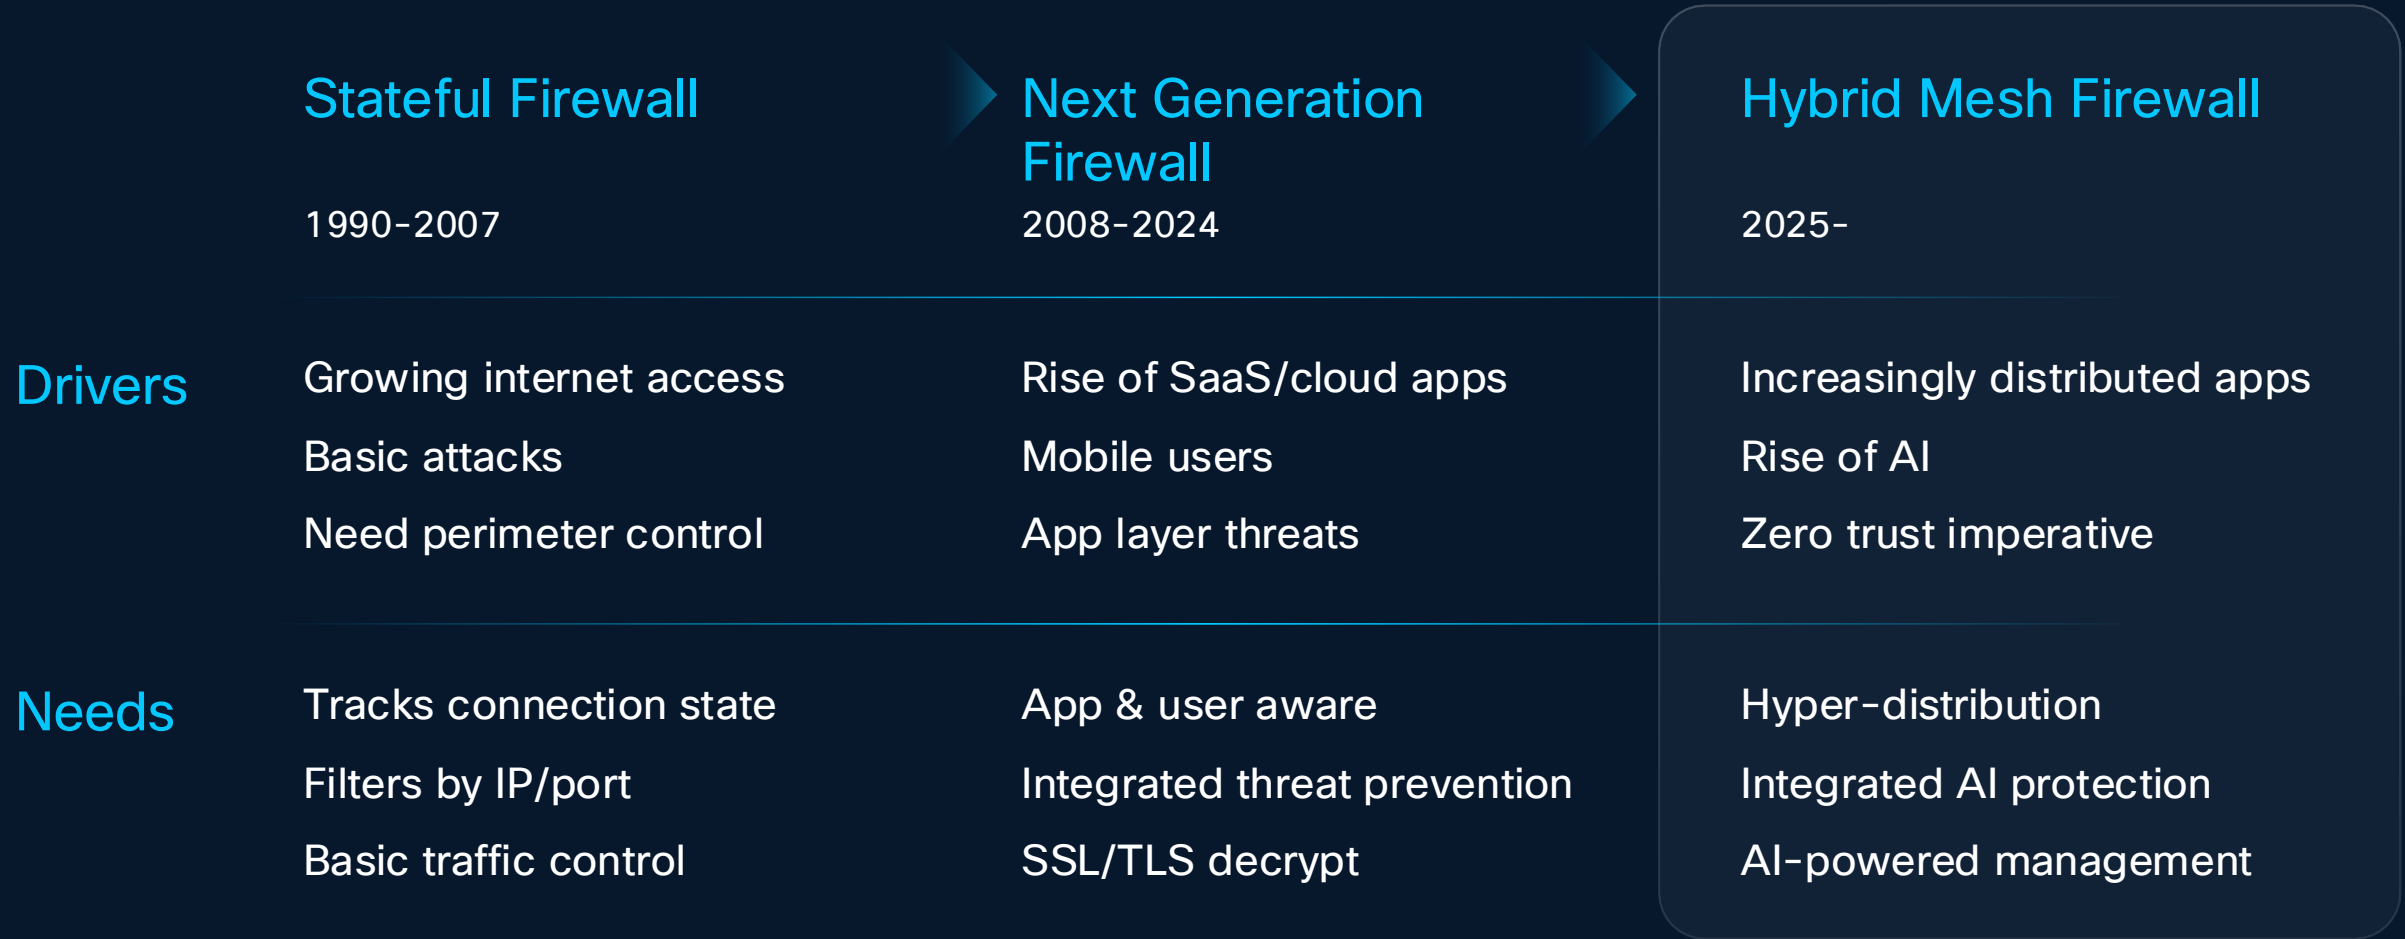 Stateful Firewall
Next Generation
Firewall
Hybrid Mesh Firewall
1990-2007
2008-2024
2025-
Drivers
Growing internet access
Rise of SaaS/cloud apps
Increasingly distributed apps
Basic attacks
Mobile users
Rise of AI
Need perimeter control
App layer threats
Zero trust imperative
Needs
Tracks connection state
App & user aware
Hyper-distribution
Filters by IP/port
Integrated threat prevention
Integrated AI protection
Basic traffic control
SSL/TLS decrypt
AI-powered management